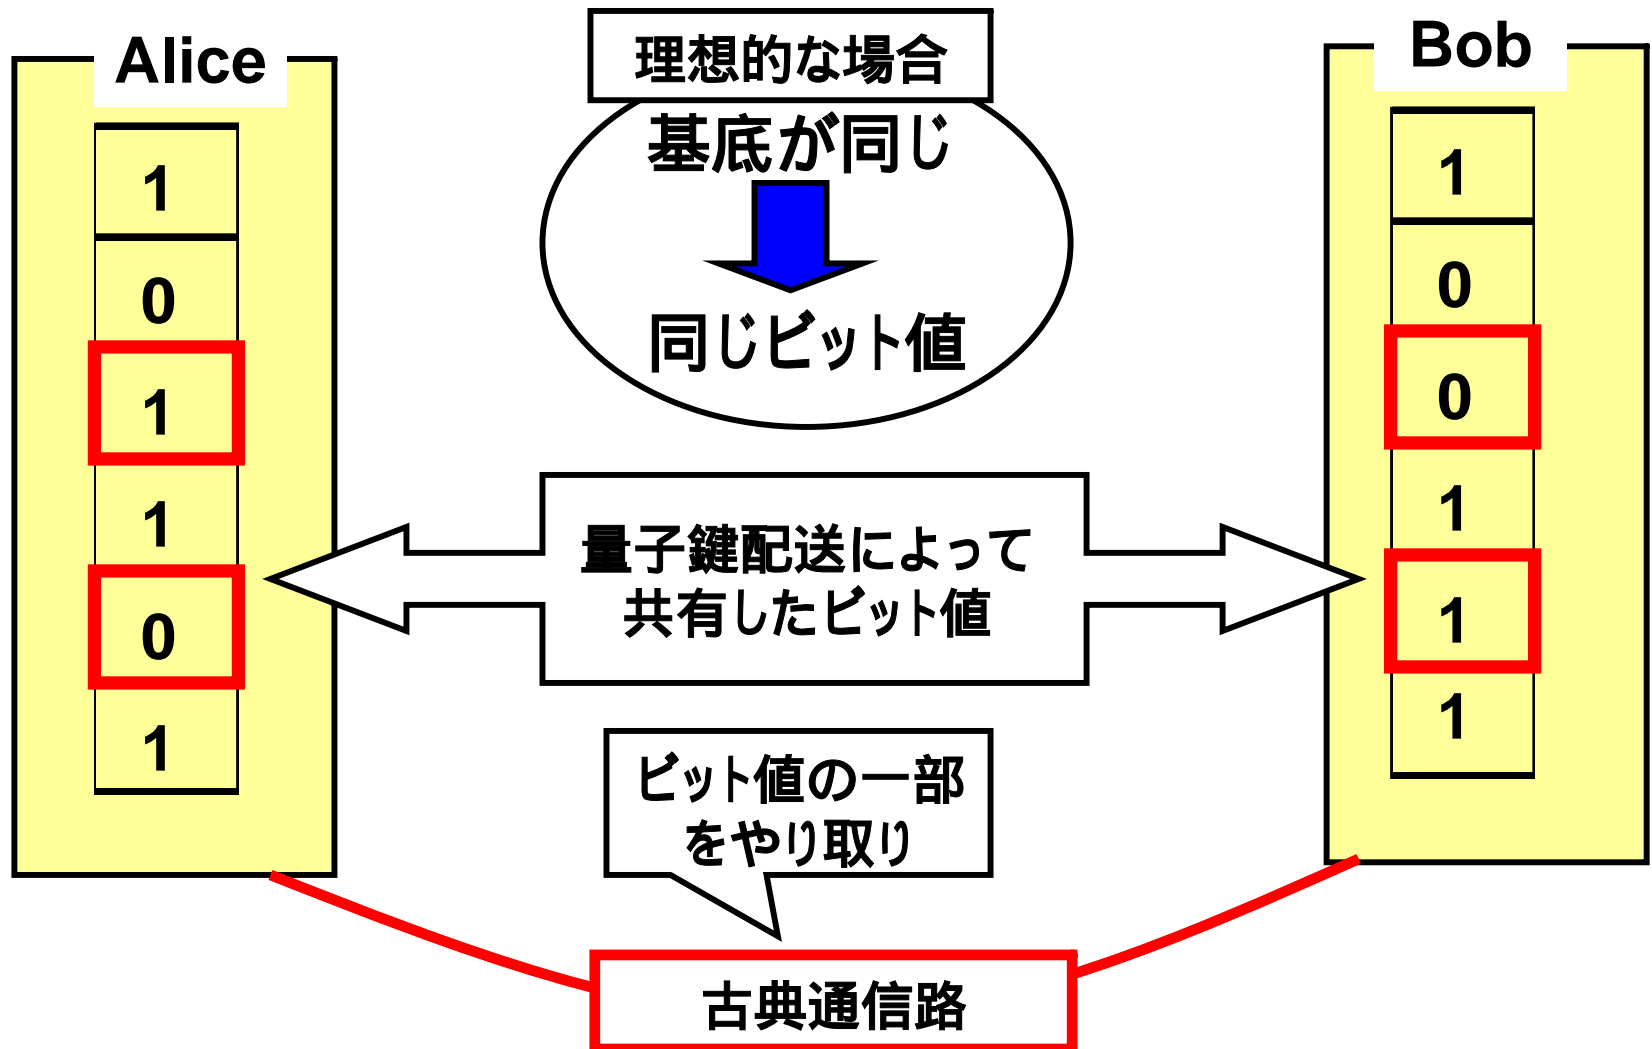 Alice
1
0
1
1
0
1
理想的な場合
基底が同じ
同じビット値
量子鍵配送によって
共有したビット値
ビット値の一部
をやり取り
古典通信路
Bob
1
0
0
1
1
1